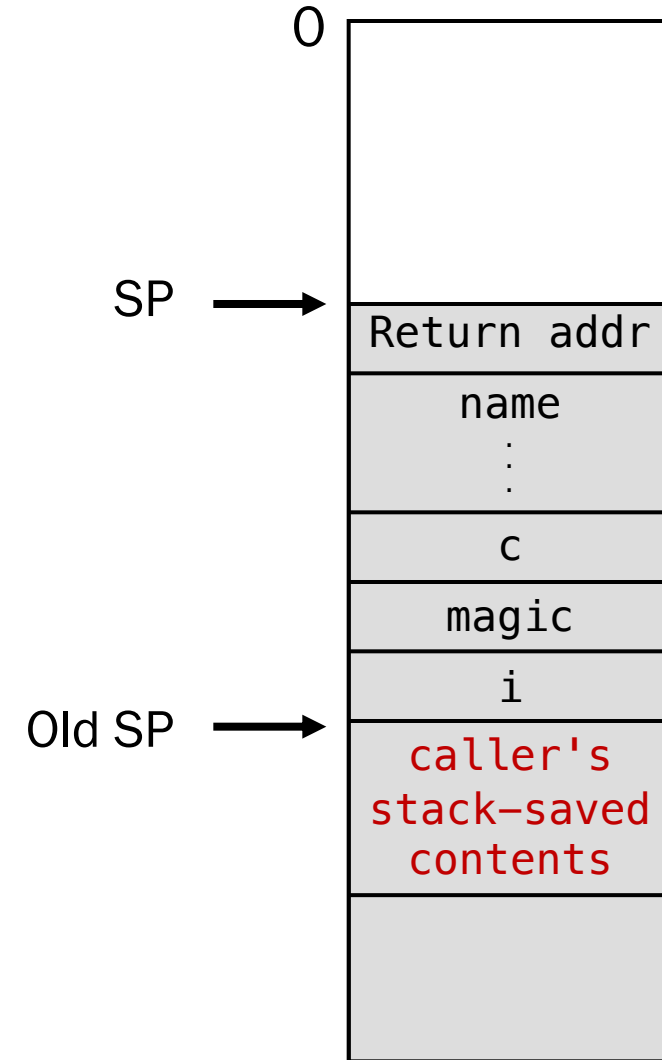 0
SP
Return addr
name
.
.
.
c
magic
i
Old SP
caller's
stack-saved
contents